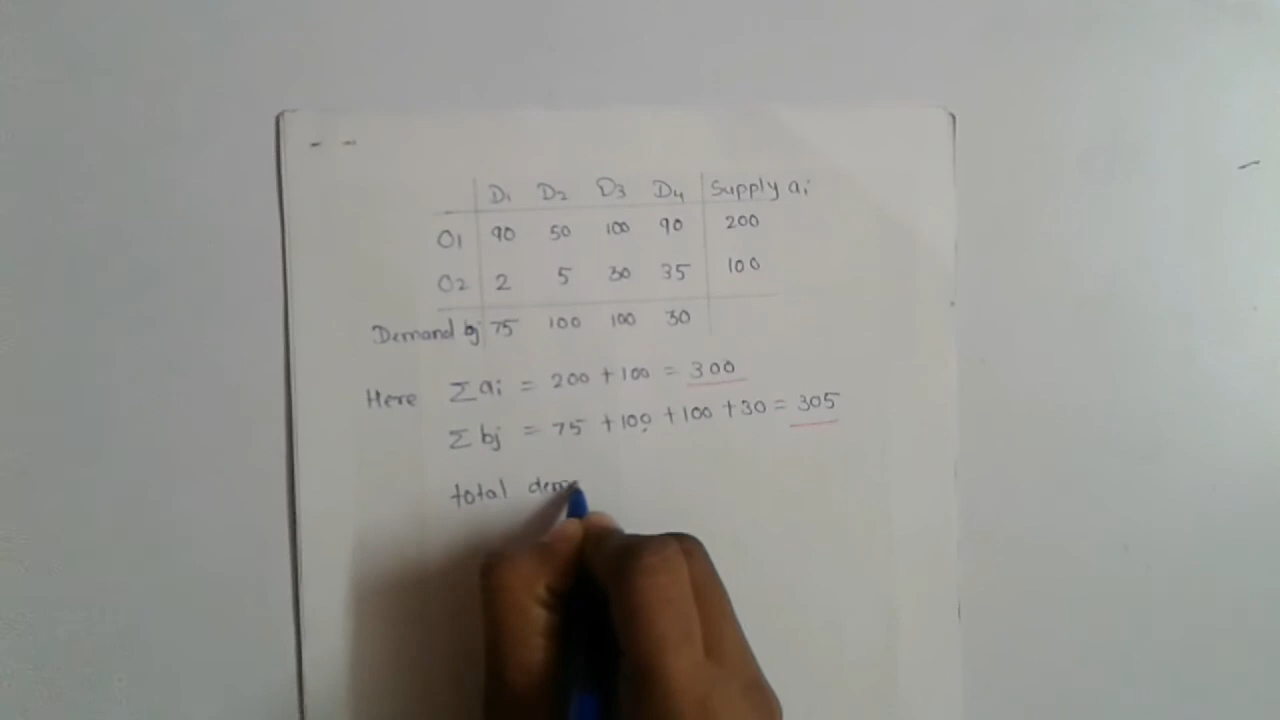 D1 D2 D3 D4 Supply ai
O1 90 50 100 90 200
O2 2 5 30 35 100
Demand bj 75 100 100 30
Here Σai = 200 + 100 = 300
Σbj = 75 + 100 + 100 + 30 = 305
total dem